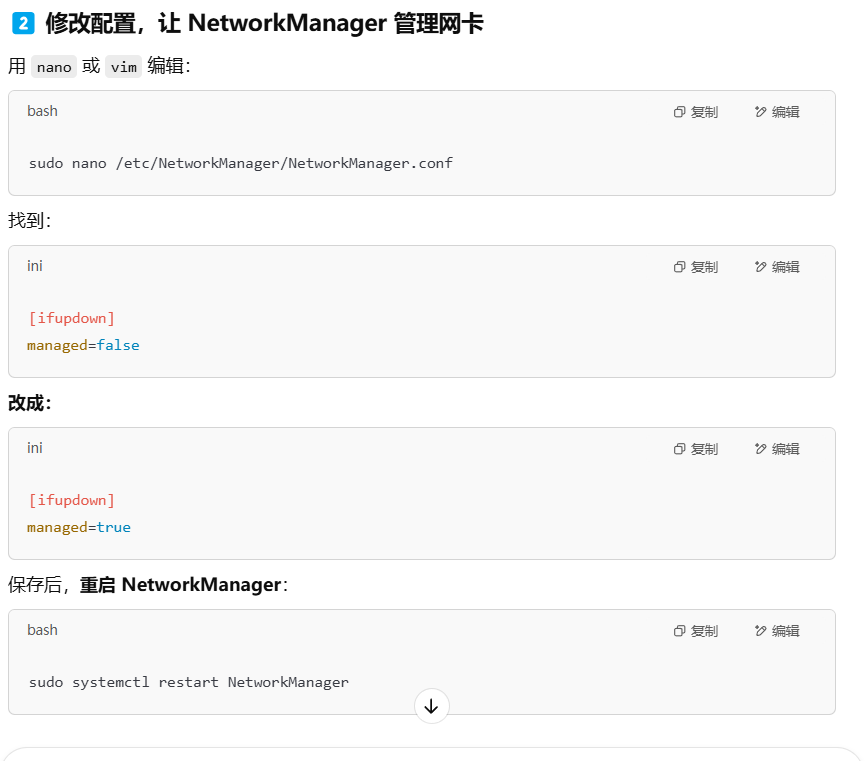 2 修改配置，让 NetworkManager 管理网卡
用 nano 或 vim 编辑：
bash 复制 编辑
sudo nano /etc/NetworkManager/NetworkManager.conf
找到：
ini 复制 编辑
[ifupdown]
managed=false
改成：
ini 复制 编辑
[ifupdown]
managed=true
保存后，重启 NetworkManager：
bash 复制 编辑
sudo systemctl restart NetworkManager